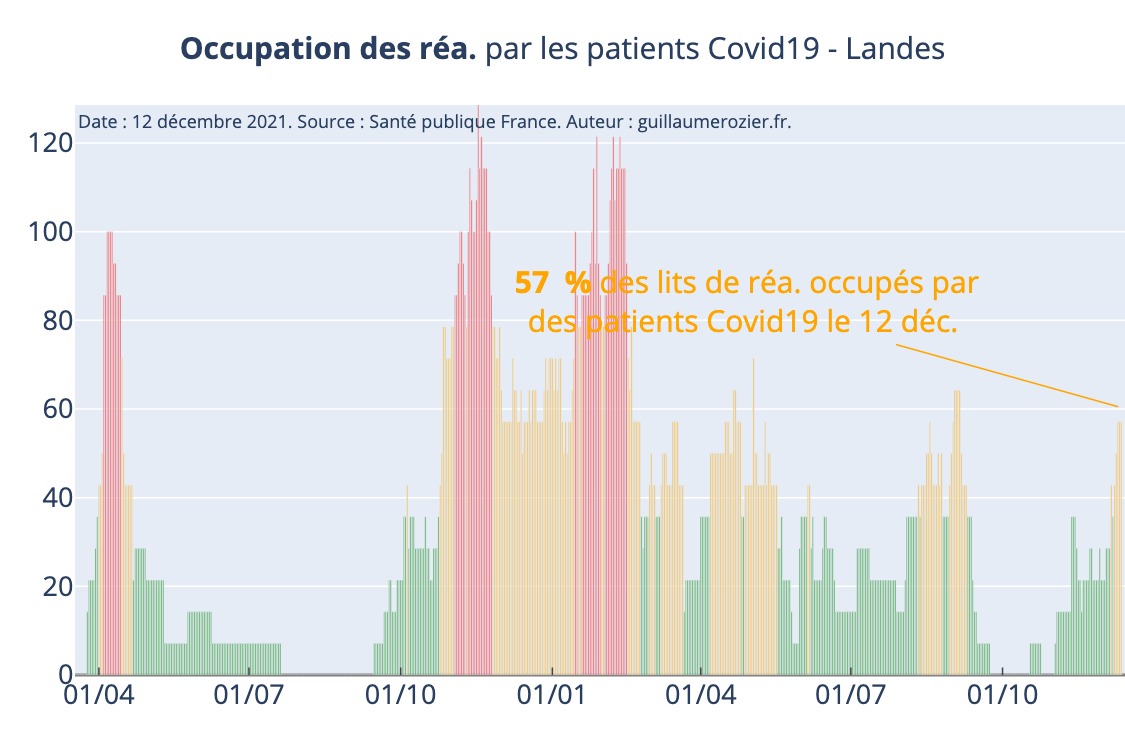 Occupation des réa. par les patients Covid19 - Landes
Date : 12 décembre 2021. Source : Santé publique France. Auteur : guillaumerozier.fr.
120
100
80
60
40
20
0
57 % des lits de réa. occupés par
des patients Covid19 le 12 déc.
01/04 01/07 01/10 01/01 01/04 01/07 01/10